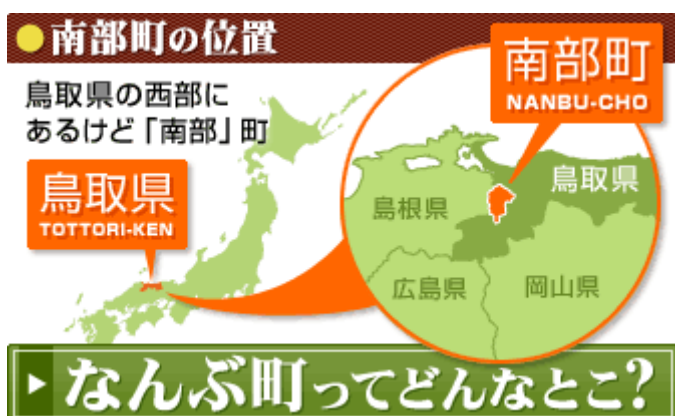 ●南部町の位置
鳥取県の西部に
あるけど「南部」町
鳥取県
TOTTORI-KEN
南部町
NANBU-CHO
島根県
鳥取県
広島県
岡山県
なんぶ町ってどんなとこ?